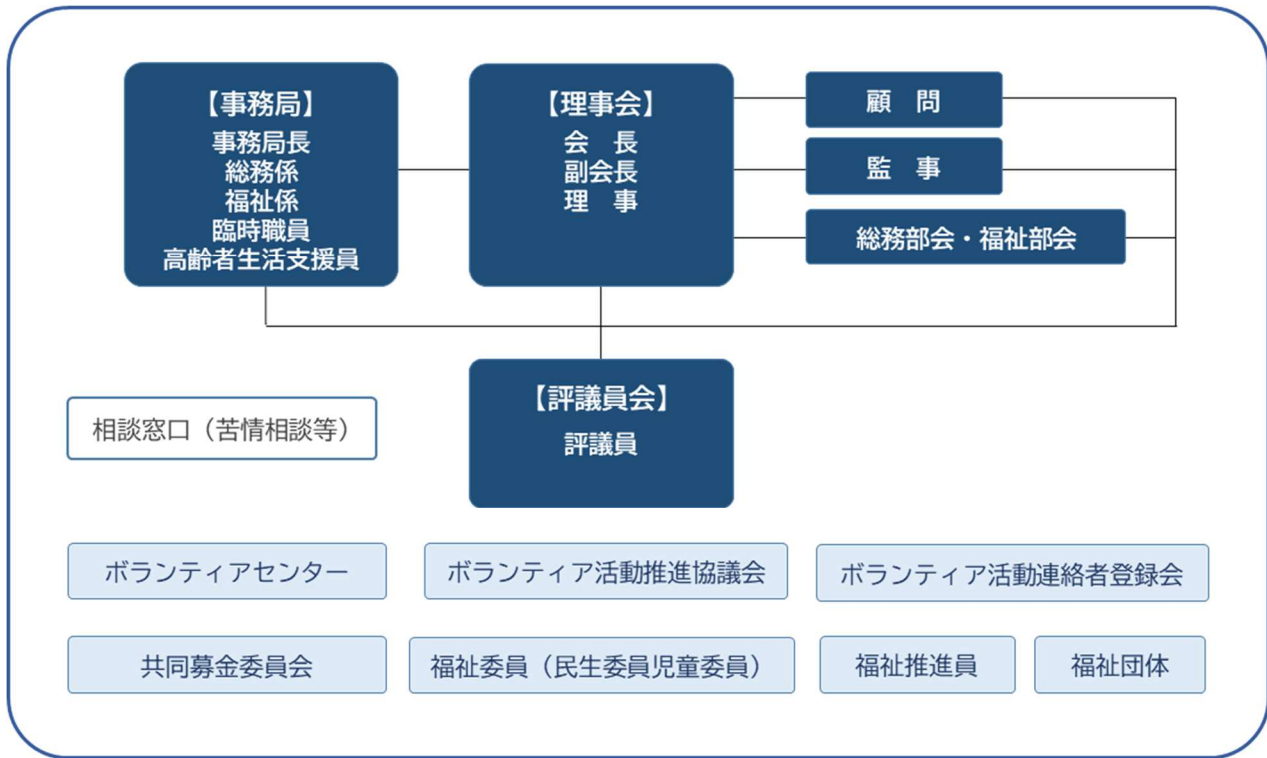 【事務局】
事務局長
総務係
福祉係
臨時職員
高齢者生活支援員
【理事会】
会　長
副会長
理　事
顧　問
監　事
総務部会・福祉部会
【評議員会】
評議員
相談窓口（苦情相談等）
ボランティアセンター
ボランティア活動推進協議会
ボランティア活動連絡者登録会
共同募金委員会
福祉委員（民生委員児童委員）
福祉推進員
福祉団体